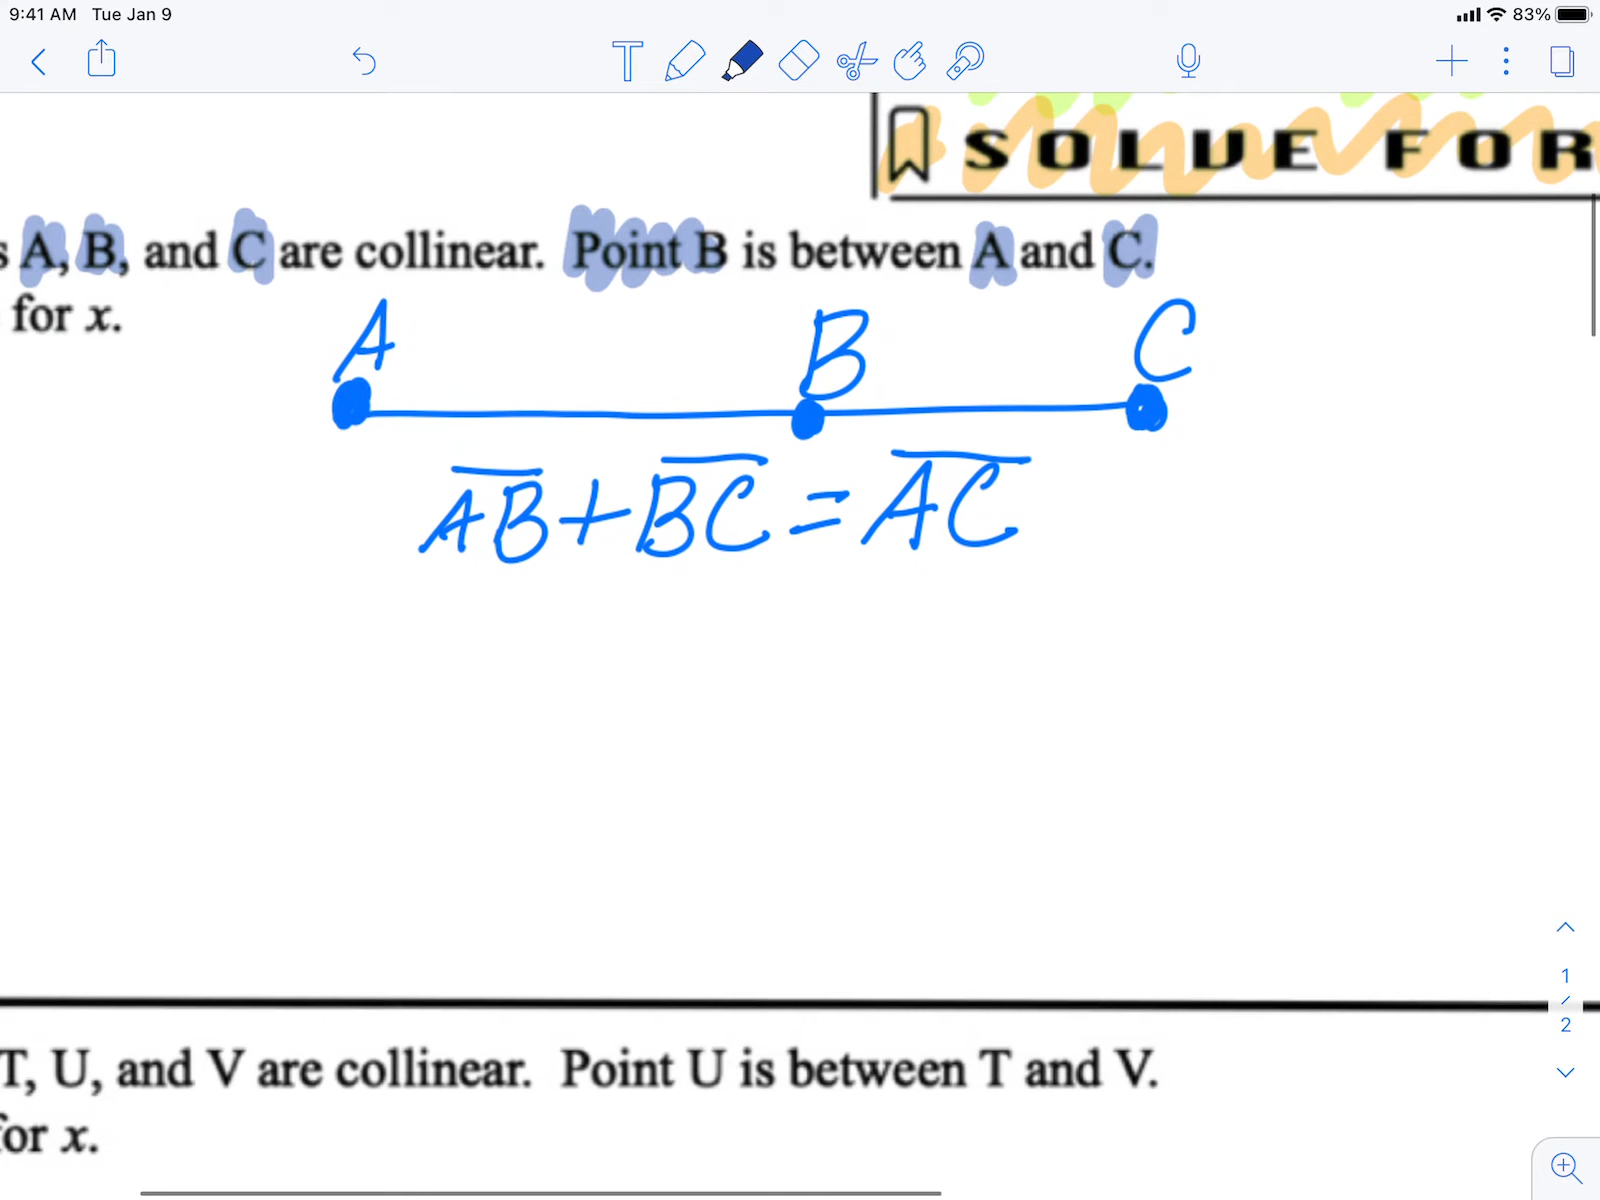 9:41 AM Tue Jan 9
83%
SOLVE FOR
s A, B, and C are collinear. Point B is between A and C.
for x.
A B C
AB + BC = AC
1
/
2
T, U, and V are collinear. Point U is between T and V.
for x.